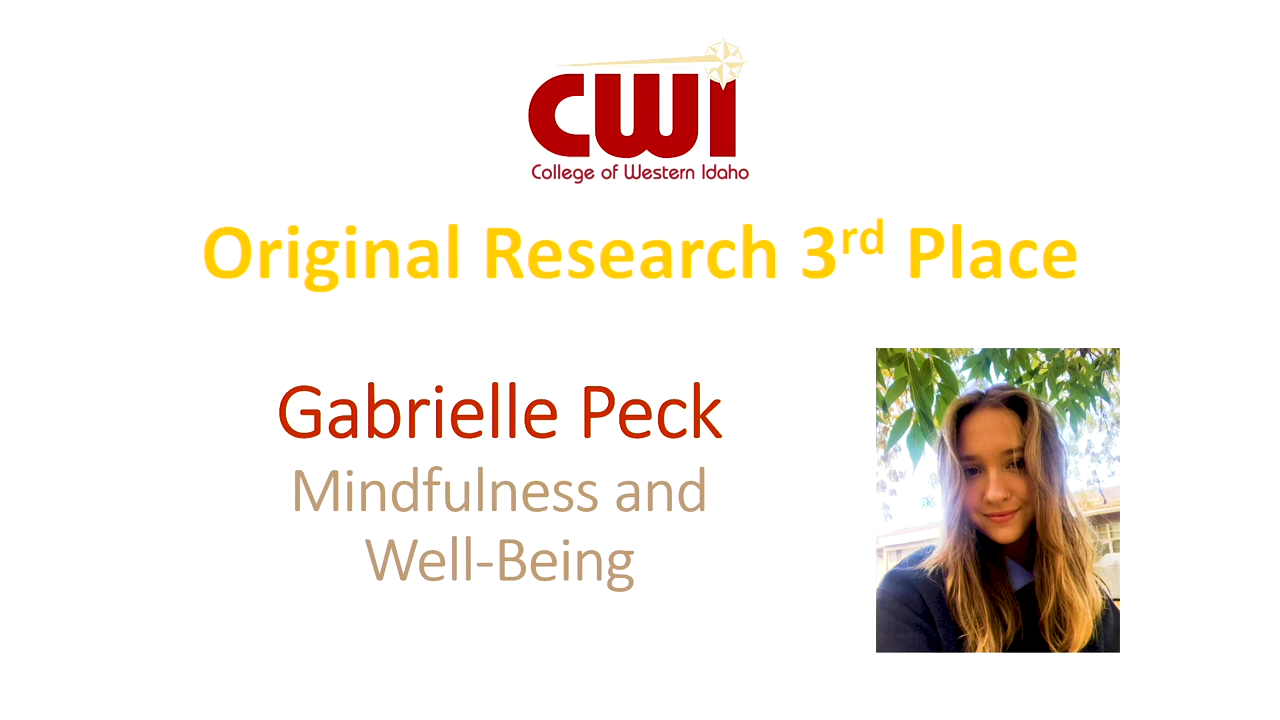 CWI
College of Western Idaho
Original Research 3rd Place
Gabrielle Peck
Mindfulness and
Well-Being